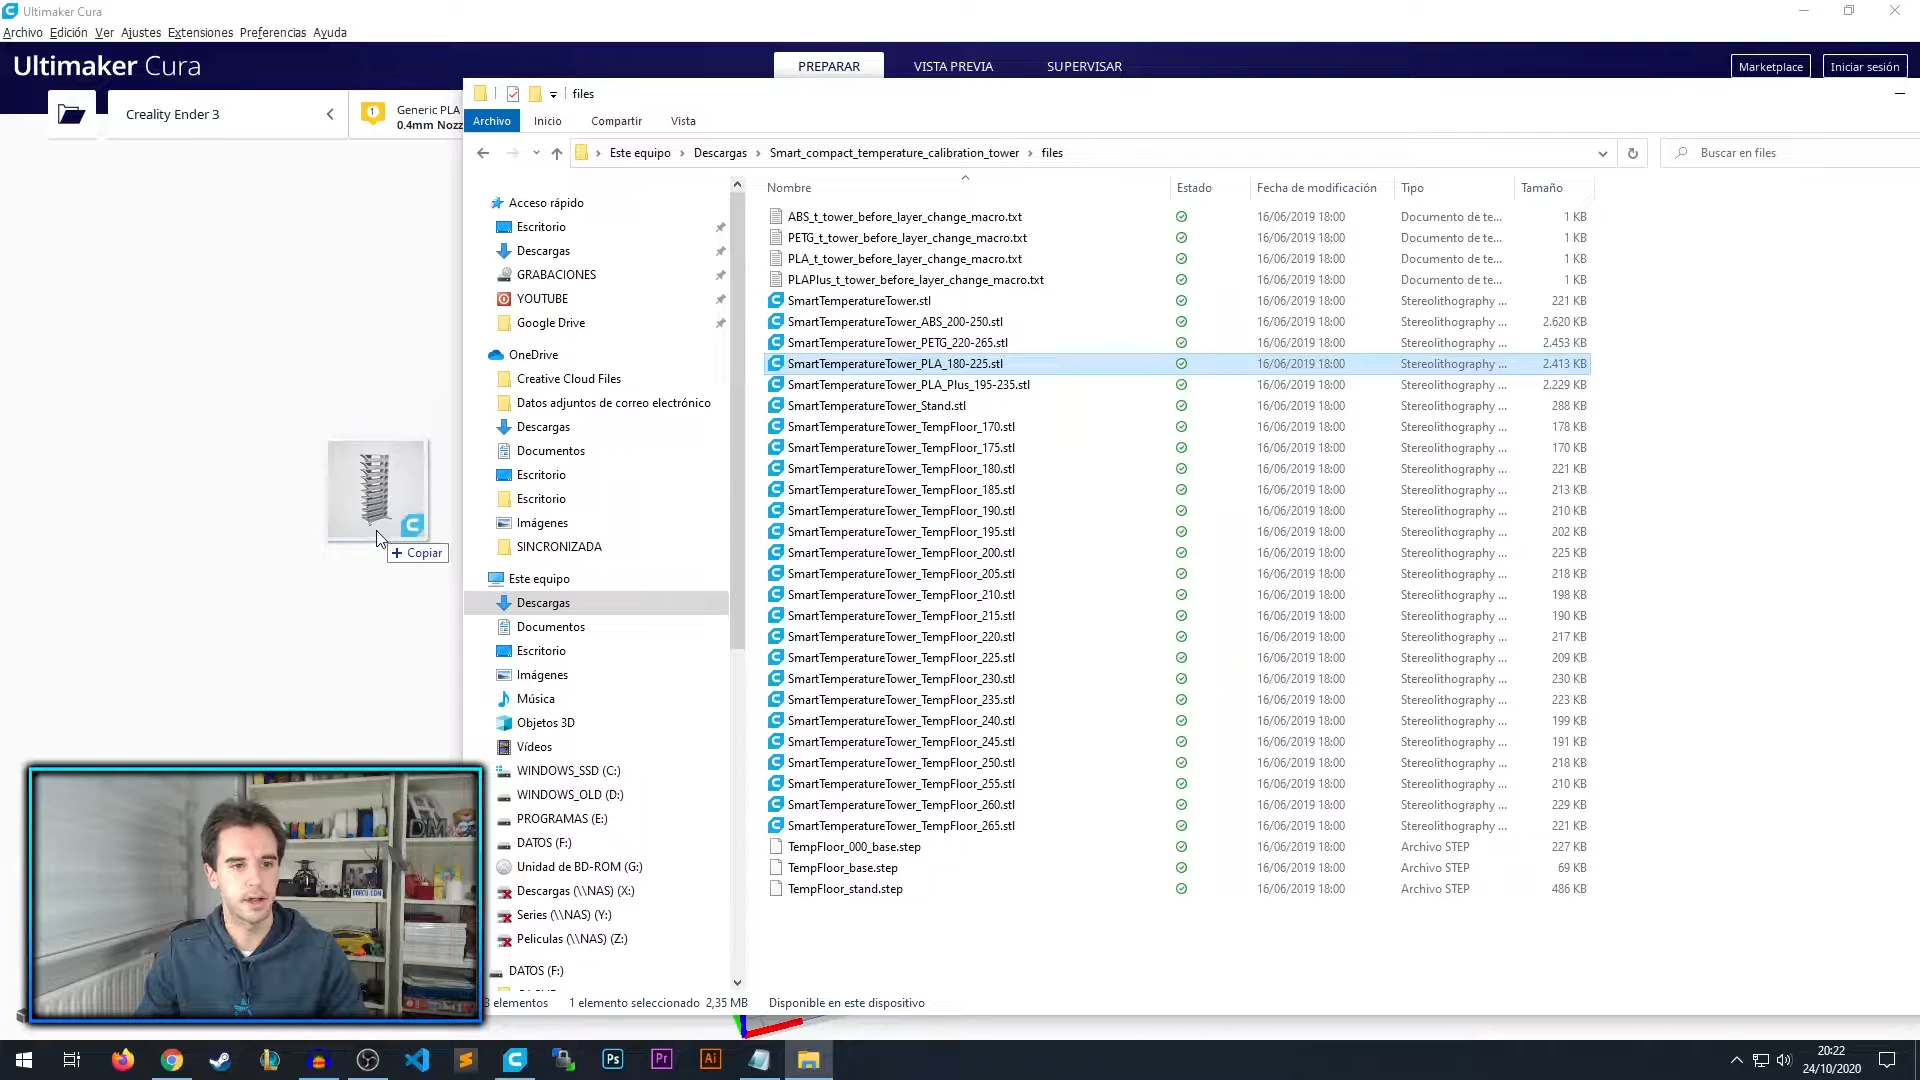 Ultimaker Cura
Archivo Edición Ver Ajustes Extensiones Preferencias Ayuda
Ultimaker Cura
PREPARAR VISTA PREVIA SUPERVISAR
Marketplace Iniciar sesión
Creality Ender 3
1 Generic PLA
0.4mm Nozz
files
Archivo Inicio Compartir Vista
Este equipo > Descargas > Smart_compact_temperature_calibration_tower > files
Buscar en files
Nombre Estado Fecha de modificación Tipo Tamaño
Acceso rápido
Escritorio
Descargas
GRABACIONES
YOUTUBE
Google Drive
OneDrive
Creative Cloud Files
Datos adjuntos de correo electrónico
Descargas
Documentos
Escritorio
Escritorio
Imágenes
SINCRONIZADA
Este equipo
Descargas
Documentos
Escritorio
Imágenes
Música
Objetos 3D
Vídeos
WINDOWS_SSD (C:)
WINDOWS_OLD (D:)
PROGRAMAS (E:)
DATOS (F:)
Unidad de BD-ROM (G:)
Descargas (\\NAS) (X:)
Series (\\NAS) (Y:)
Peliculas (\\NAS) (Z:)
DATOS (F:)
ABS_t_tower_before_layer_change_macro.txt 16/06/2019 18:00 Documento de te... 1 KB
PETG_t_tower_before_layer_change_macro.txt 16/06/2019 18:00 Documento de te... 1 KB
PLA_t_tower_before_layer_change_macro.txt 16/06/2019 18:00 Documento de te... 1 KB
PLAPlus_t_tower_before_layer_change_macro.txt 16/06/2019 18:00 Documento de te... 1 KB
SmartTemperatureTower.stl 16/06/2019 18:00 Stereolithography ... 221 KB
SmartTemperatureTower_ABS_200-250.stl 16/06/2019 18:00 Stereolithography ... 2.620 KB
SmartTemperatureTower_PETG_220-265.stl 16/06/2019 18:00 Stereolithography ... 2.453 KB
SmartTemperatureTower_PLA_180-225.stl 16/06/2019 18:00 Stereolithography ... 2.413 KB
SmartTemperatureTower_PLA_Plus_195-235.stl 16/06/2019 18:00 Stereolithography ... 2.229 KB
SmartTemperatureTower_Stand.stl 16/06/2019 18:00 Stereolithography ... 288 KB
SmartTemperatureTower_TempFloor_170.stl 16/06/2019 18:00 Stereolithography ... 178 KB
SmartTemperatureTower_TempFloor_175.stl 16/06/2019 18:00 Stereolithography ... 170 KB
SmartTemperatureTower_TempFloor_180.stl 16/06/2019 18:00 Stereolithography ... 221 KB
SmartTemperatureTower_TempFloor_185.stl 16/06/2019 18:00 Stereolithography ... 213 KB
SmartTemperatureTower_TempFloor_190.stl 16/06/2019 18:00 Stereolithography ... 210 KB
SmartTemperatureTower_TempFloor_195.stl 16/06/2019 18:00 Stereolithography ... 202 KB
SmartTemperatureTower_TempFloor_200.stl 16/06/2019 18:00 Stereolithography ... 225 KB
SmartTemperatureTower_TempFloor_205.stl 16/06/2019 18:00 Stereolithography ... 218 KB
SmartTemperatureTower_TempFloor_210.stl 16/06/2019 18:00 Stereolithography ... 198 KB
SmartTemperatureTower_TempFloor_215.stl 16/06/2019 18:00 Stereolithography ... 190 KB
SmartTemperatureTower_TempFloor_220.stl 16/06/2019 18:00 Stereolithography ... 217 KB
SmartTemperatureTower_TempFloor_225.stl 16/06/2019 18:00 Stereolithography ... 209 KB
SmartTemperatureTower_TempFloor_230.stl 16/06/2019 18:00 Stereolithography ... 230 KB
SmartTemperatureTower_TempFloor_235.stl 16/06/2019 18:00 Stereolithography ... 223 KB
SmartTemperatureTower_TempFloor_240.stl 16/06/2019 18:00 Stereolithography ... 199 KB
SmartTemperatureTower_TempFloor_245.stl 16/06/2019 18:00 Stereolithography ... 191 KB
SmartTemperatureTower_TempFloor_250.stl 16/06/2019 18:00 Stereolithography ... 218 KB
SmartTemperatureTower_TempFloor_255.stl 16/06/2019 18:00 Stereolithography ... 210 KB
SmartTemperatureTower_TempFloor_260.stl 16/06/2019 18:00 Stereolithography ... 229 KB
SmartTemperatureTower_TempFloor_265.stl 16/06/2019 18:00 Stereolithography ... 221 KB
TempFloor_000_base.step 16/06/2019 18:00 Archivo STEP 227 KB
TempFloor_base.step 16/06/2019 18:00 Archivo STEP 69 KB
TempFloor_stand.step 16/06/2019 18:00 Archivo STEP 486 KB
+ Copiar
3 elementos 1 elemento seleccionado 2,35 MB Disponible en este dispositivo
Ps Pr Ai
20:22
24/10/2020